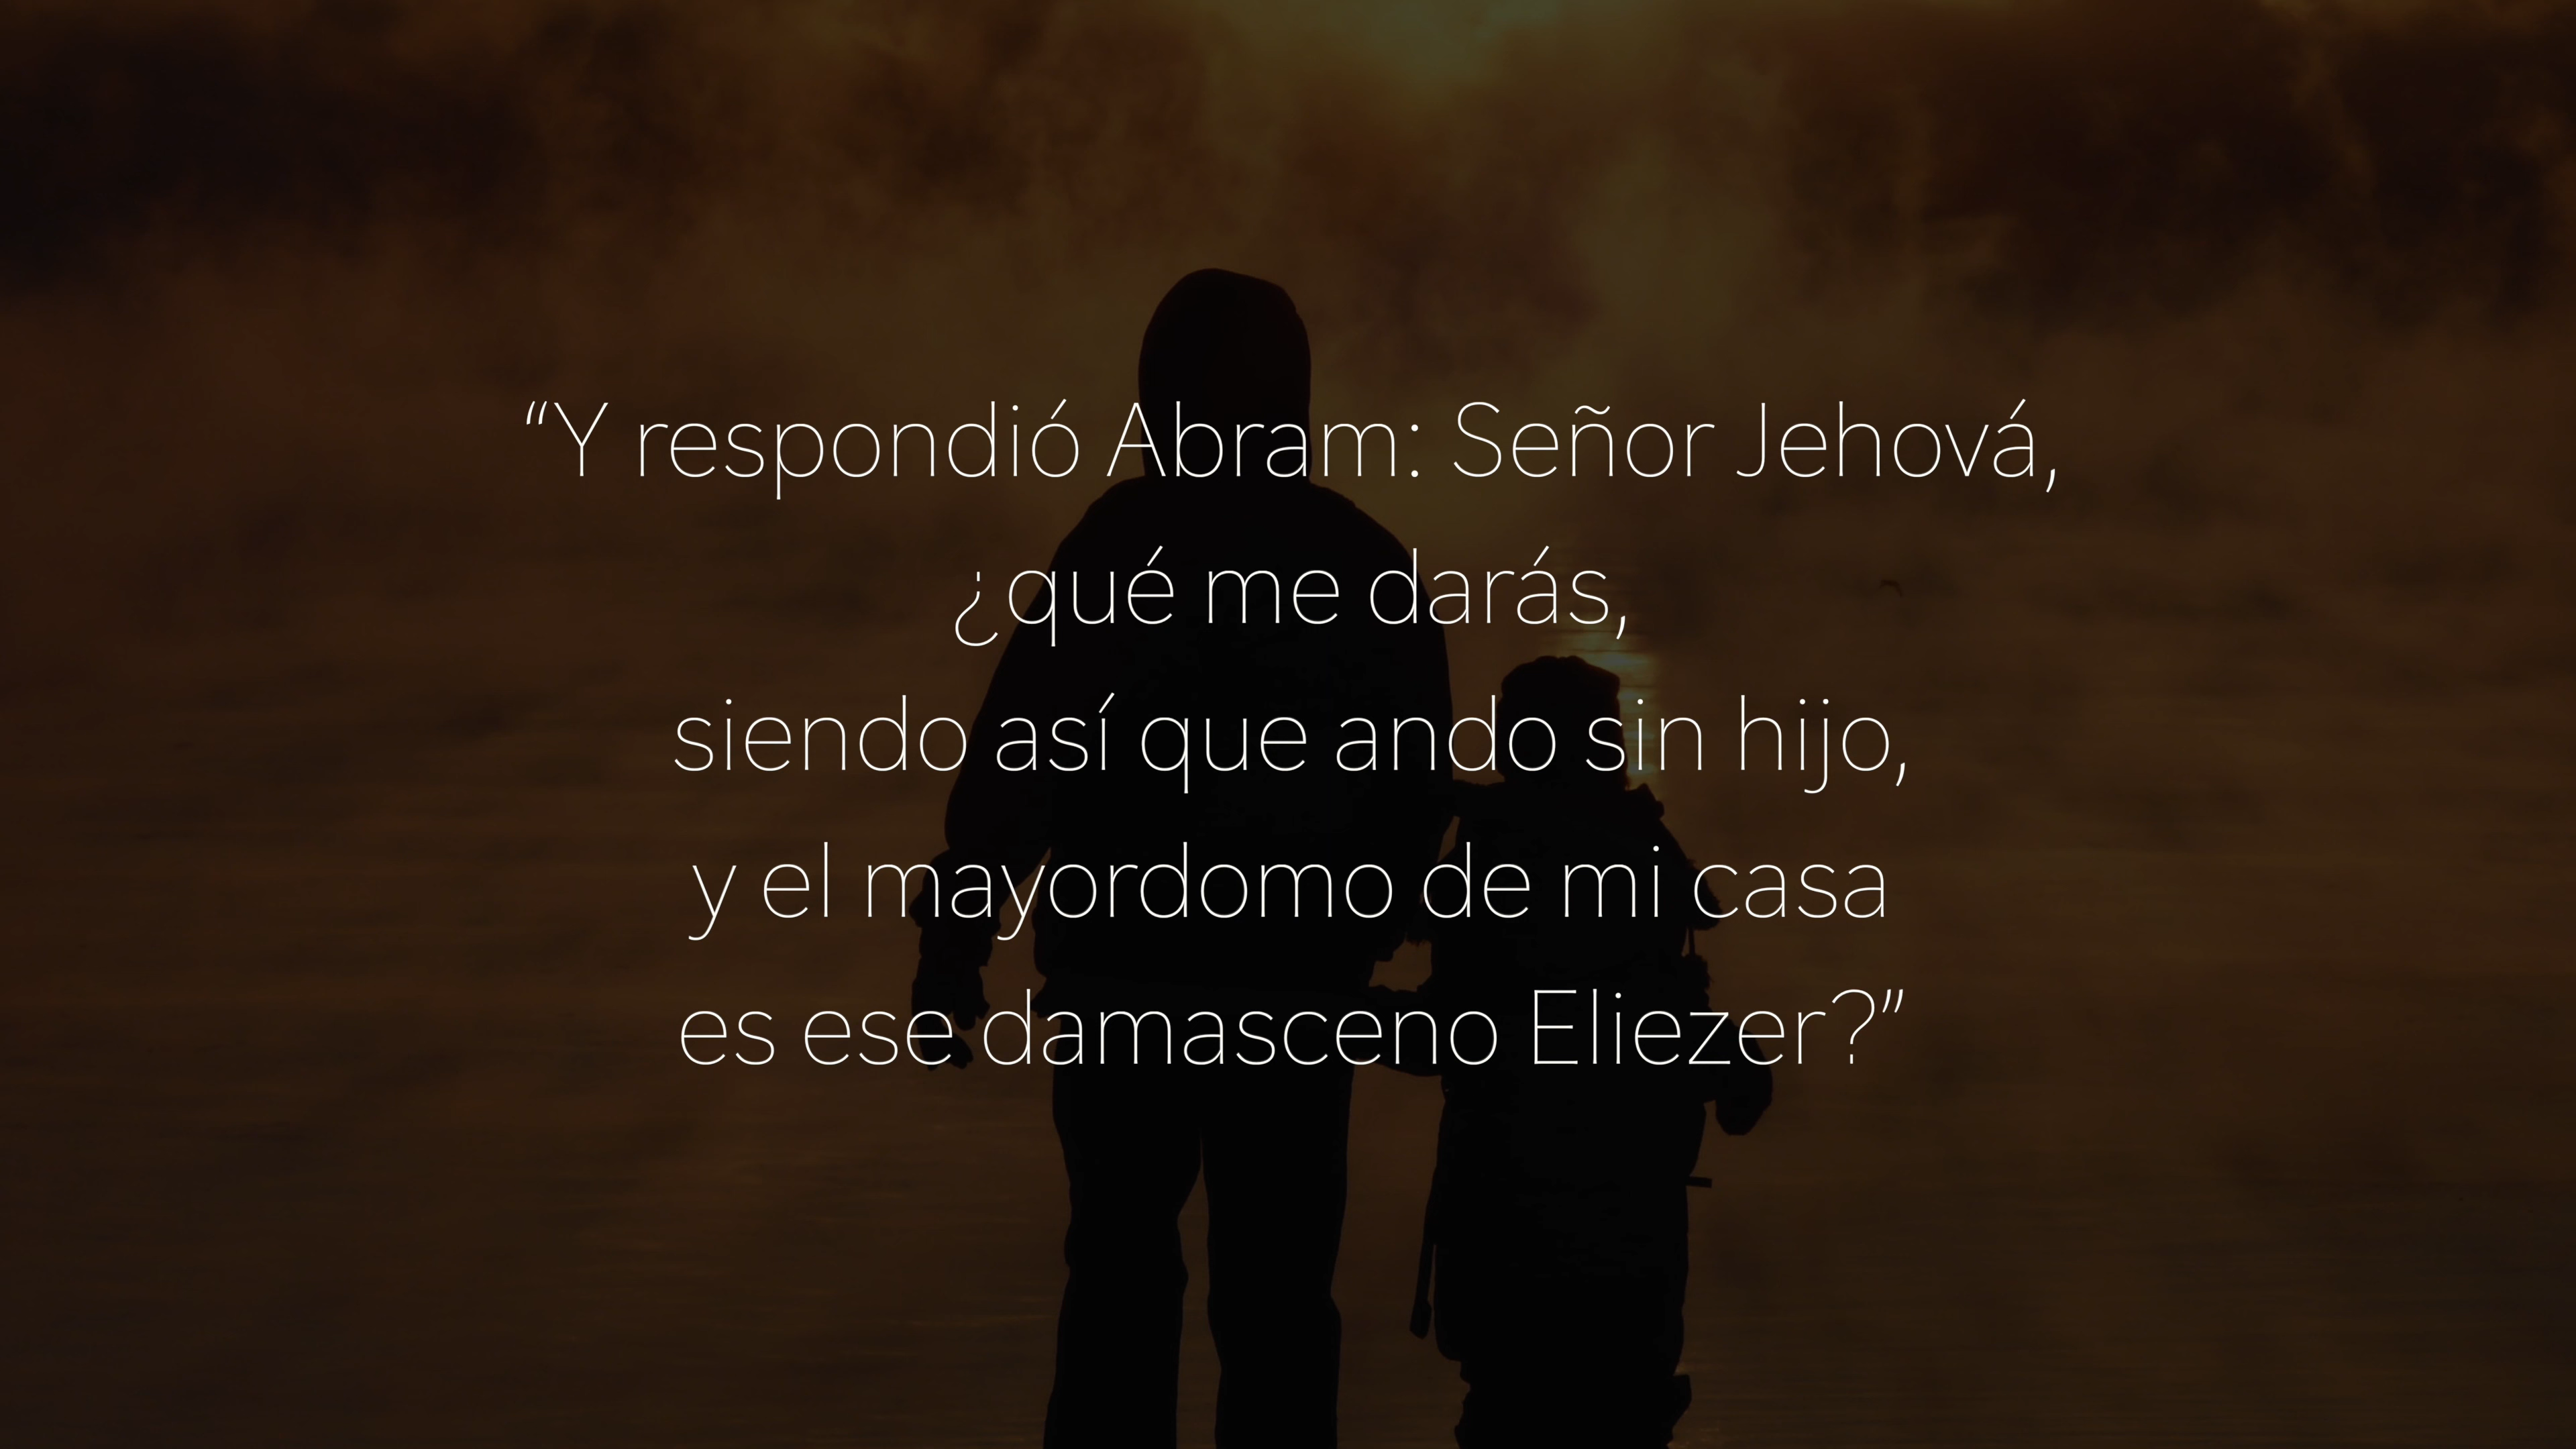 “Y respondió Abram: Señor Jehová,
¿qué me darás,
siendo así que ando sin hijo,
y el mayordomo de mi casa
es ese damasceno Eliezer?”